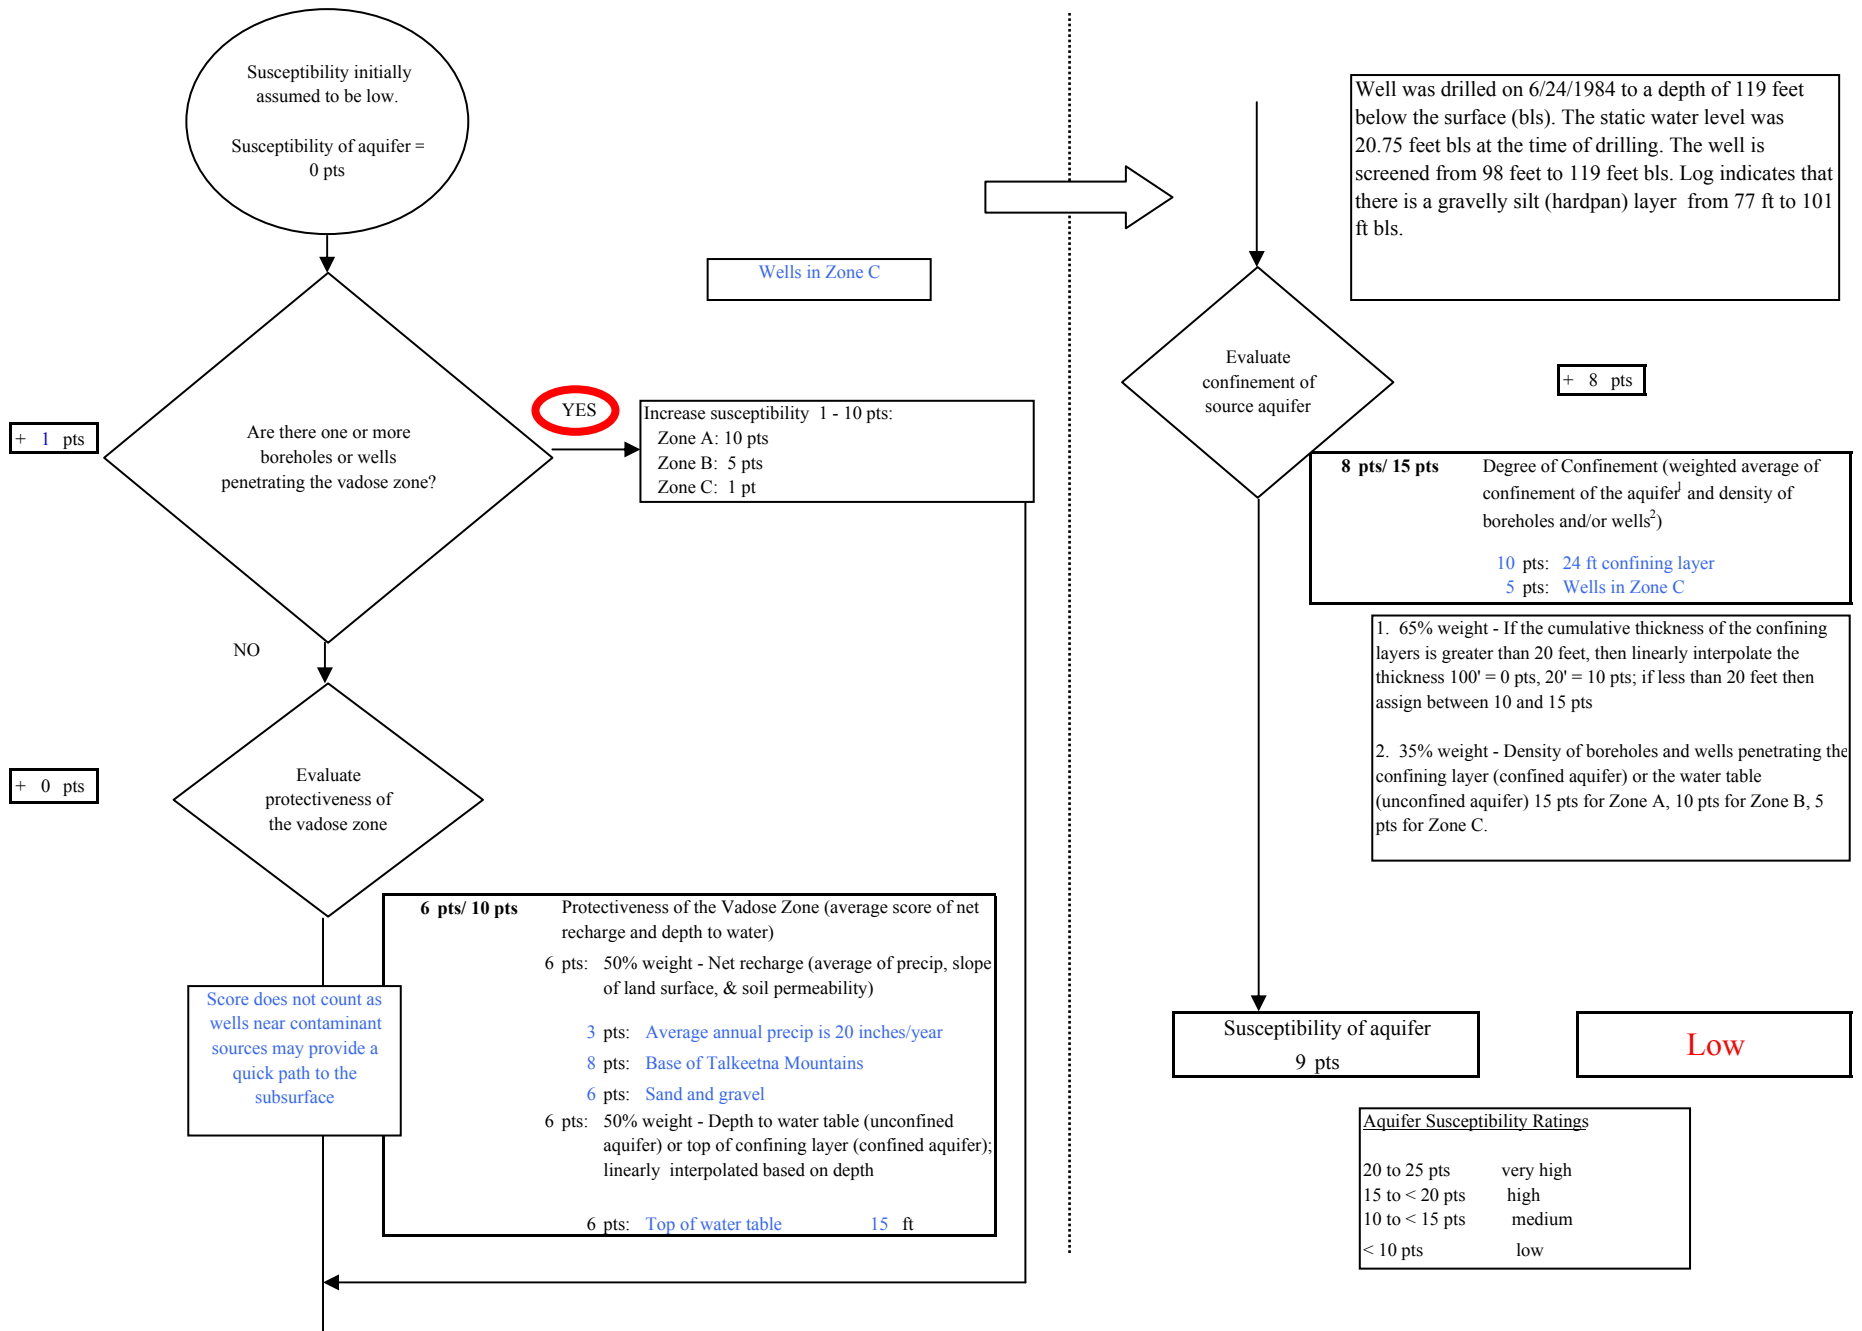 Susceptibility initially
assumed to be low.
Susceptibility of aquifer =
0 pts
Wells in Zone C
+ 1 pts
Are there one or more
boreholes or wells
penetrating the vadose zone?
YES
Increase susceptibility 1 - 10 pts:
Zone A: 10 pts
Zone B: 5 pts
Zone C: 1 pt
NO
+ 0 pts
Evaluate
protectiveness of
the vadose zone
Score does not count as
wells near contaminant
sources may provide a
quick path to the
subsurface
6 pts/ 10 pts Protectiveness of the Vadose Zone (average score of net
recharge and depth to water)
6 pts: 50% weight - Net recharge (average of precip, slope
of land surface, & soil permeability)
3 pts: Average annual precip is 20 inches/year
8 pts: Base of Talkeetna Mountains
6 pts: Sand and gravel
6 pts: 50% weight - Depth to water table (unconfined
aquifer) or top of confining layer (confined aquifer);
linearly interpolated based on depth
6 pts: Top of water table 15 ft
Well was drilled on 6/24/1984 to a depth of 119 feet
below the surface (bls). The static water level was
20.75 feet bls at the time of drilling. The well is
screened from 98 feet to 119 feet bls. Log indicates that
there is a gravelly silt (hardpan) layer from 77 ft to 101
ft bls.
Evaluate
confinement of
source aquifer
+ 8 pts
8 pts/ 15 pts Degree of Confinement (weighted average of
confinement of the aquifer1 and density of
boreholes and/or wells2)
10 pts: 24 ft confining layer
5 pts: Wells in Zone C
1. 65% weight - If the cumulative thickness of the confining
layers is greater than 20 feet, then linearly interpolate the
thickness 100' = 0 pts, 20' = 10 pts; if less than 20 feet then
assign between 10 and 15 pts
2. 35% weight - Density of boreholes and wells penetrating the
confining layer (confined aquifer) or the water table
(unconfined aquifer) 15 pts for Zone A, 10 pts for Zone B, 5
pts for Zone C.
Susceptibility of aquifer
9 pts
Low
Aquifer Susceptibility Ratings
20 to 25 pts very high
15 to < 20 pts high
10 to < 15 pts medium
< 10 pts low